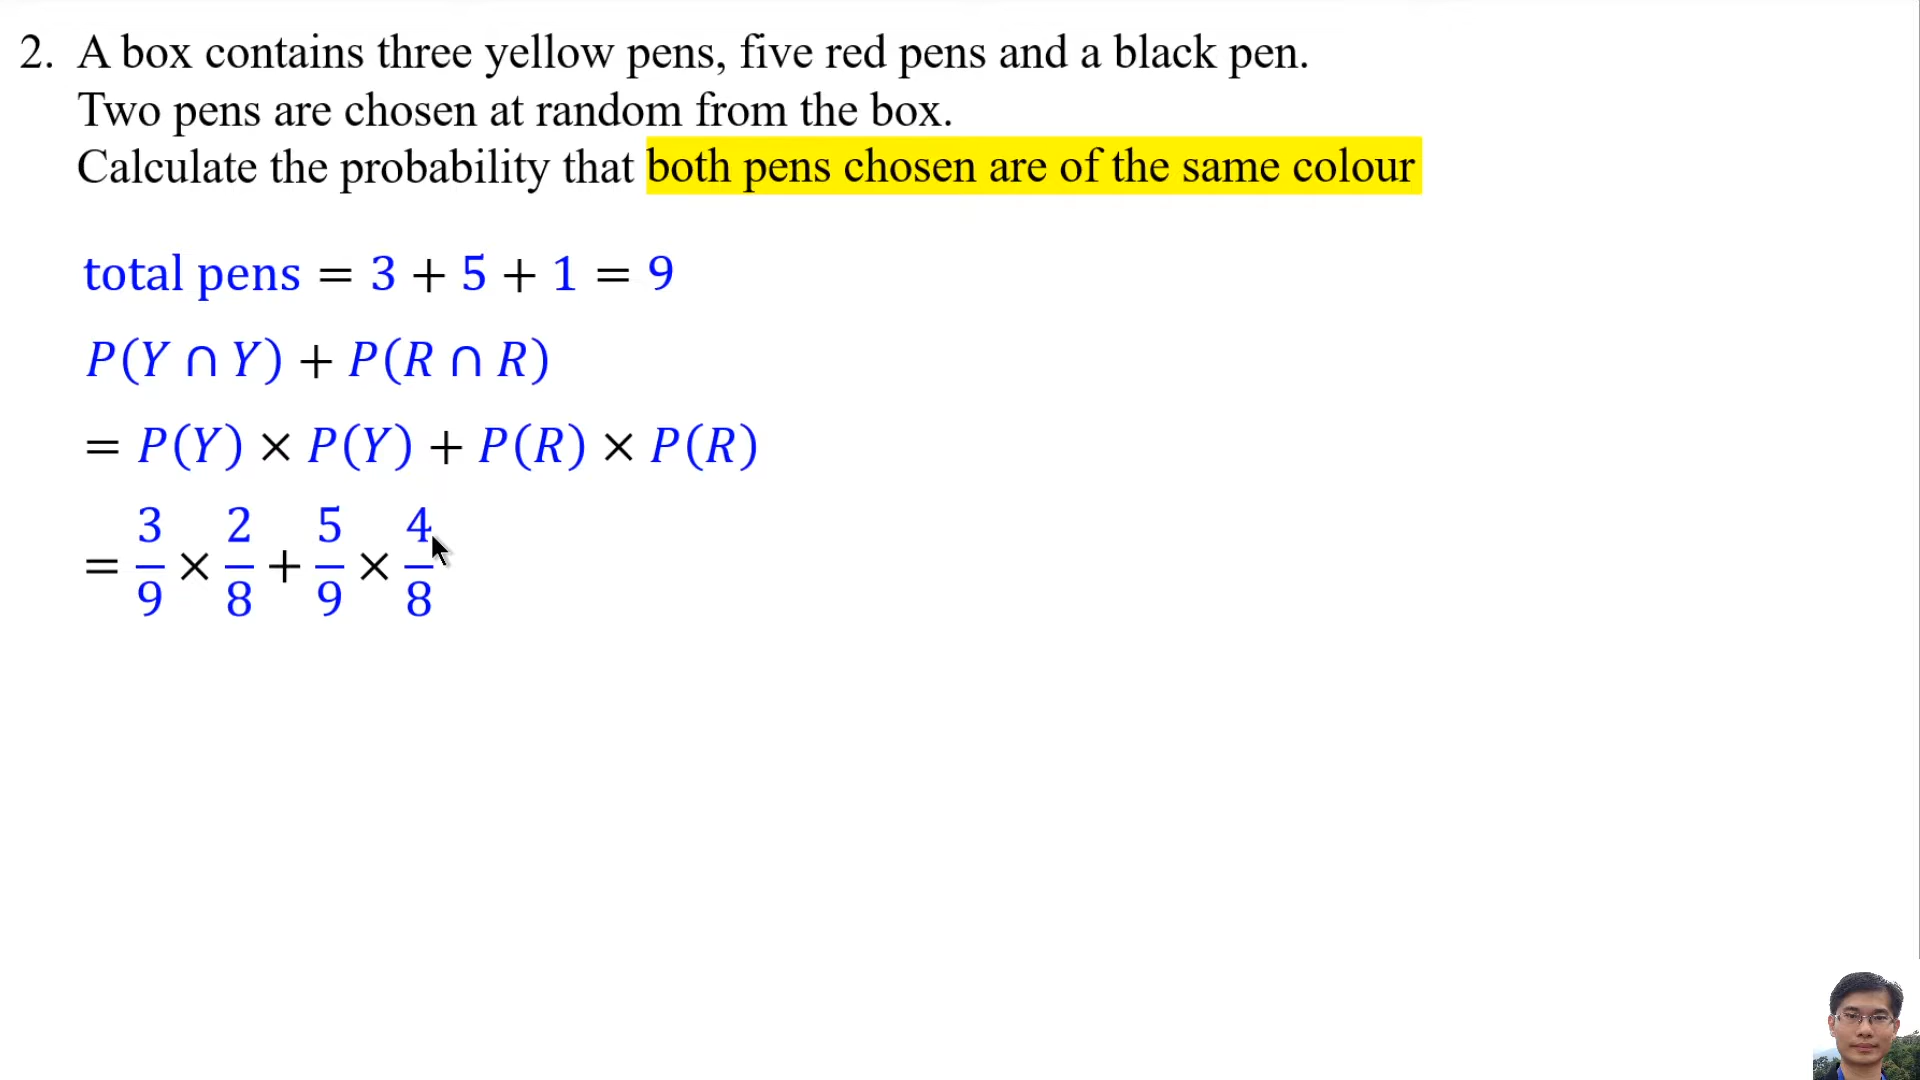 2. A box contains three yellow pens, five red pens and a black pen.
Two pens are chosen at random from the box.
Calculate the probability that both pens chosen are of the same colour
total pens = 3 + 5 + 1 = 9
P(Y ∩ Y) + P(R ∩ R)
= P(Y) × P(Y) + P(R) × P(R)
= 3/9 × 2/8 + 5/9 × 4/8